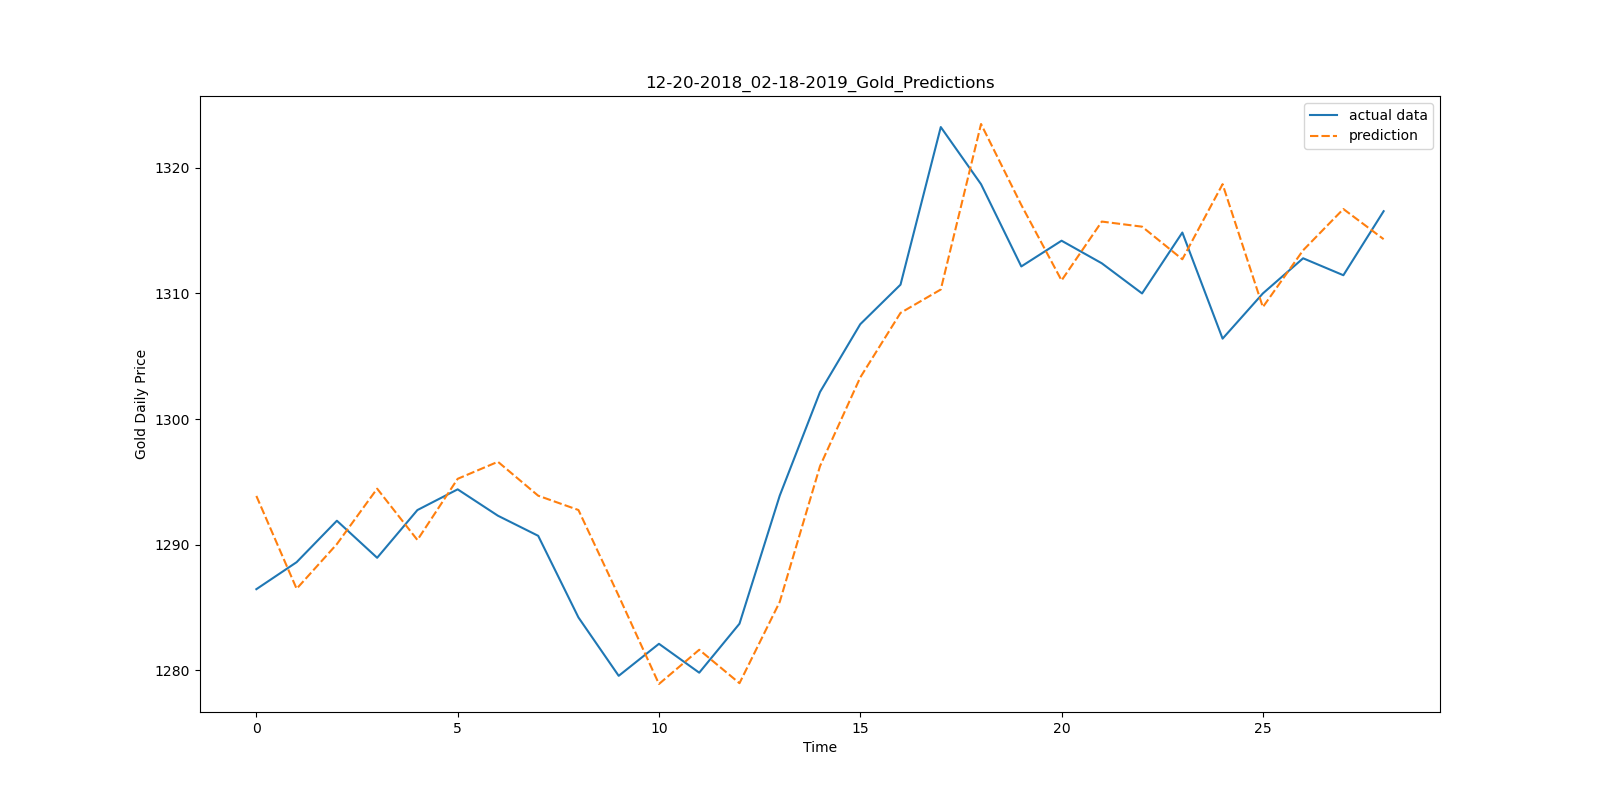 12-20-2018_02-18-2019_Gold_Predictions
actual data
prediction
1320
1310
1300
1290
1280
Gold Daily Price
0 5 10 15 20 25
Time